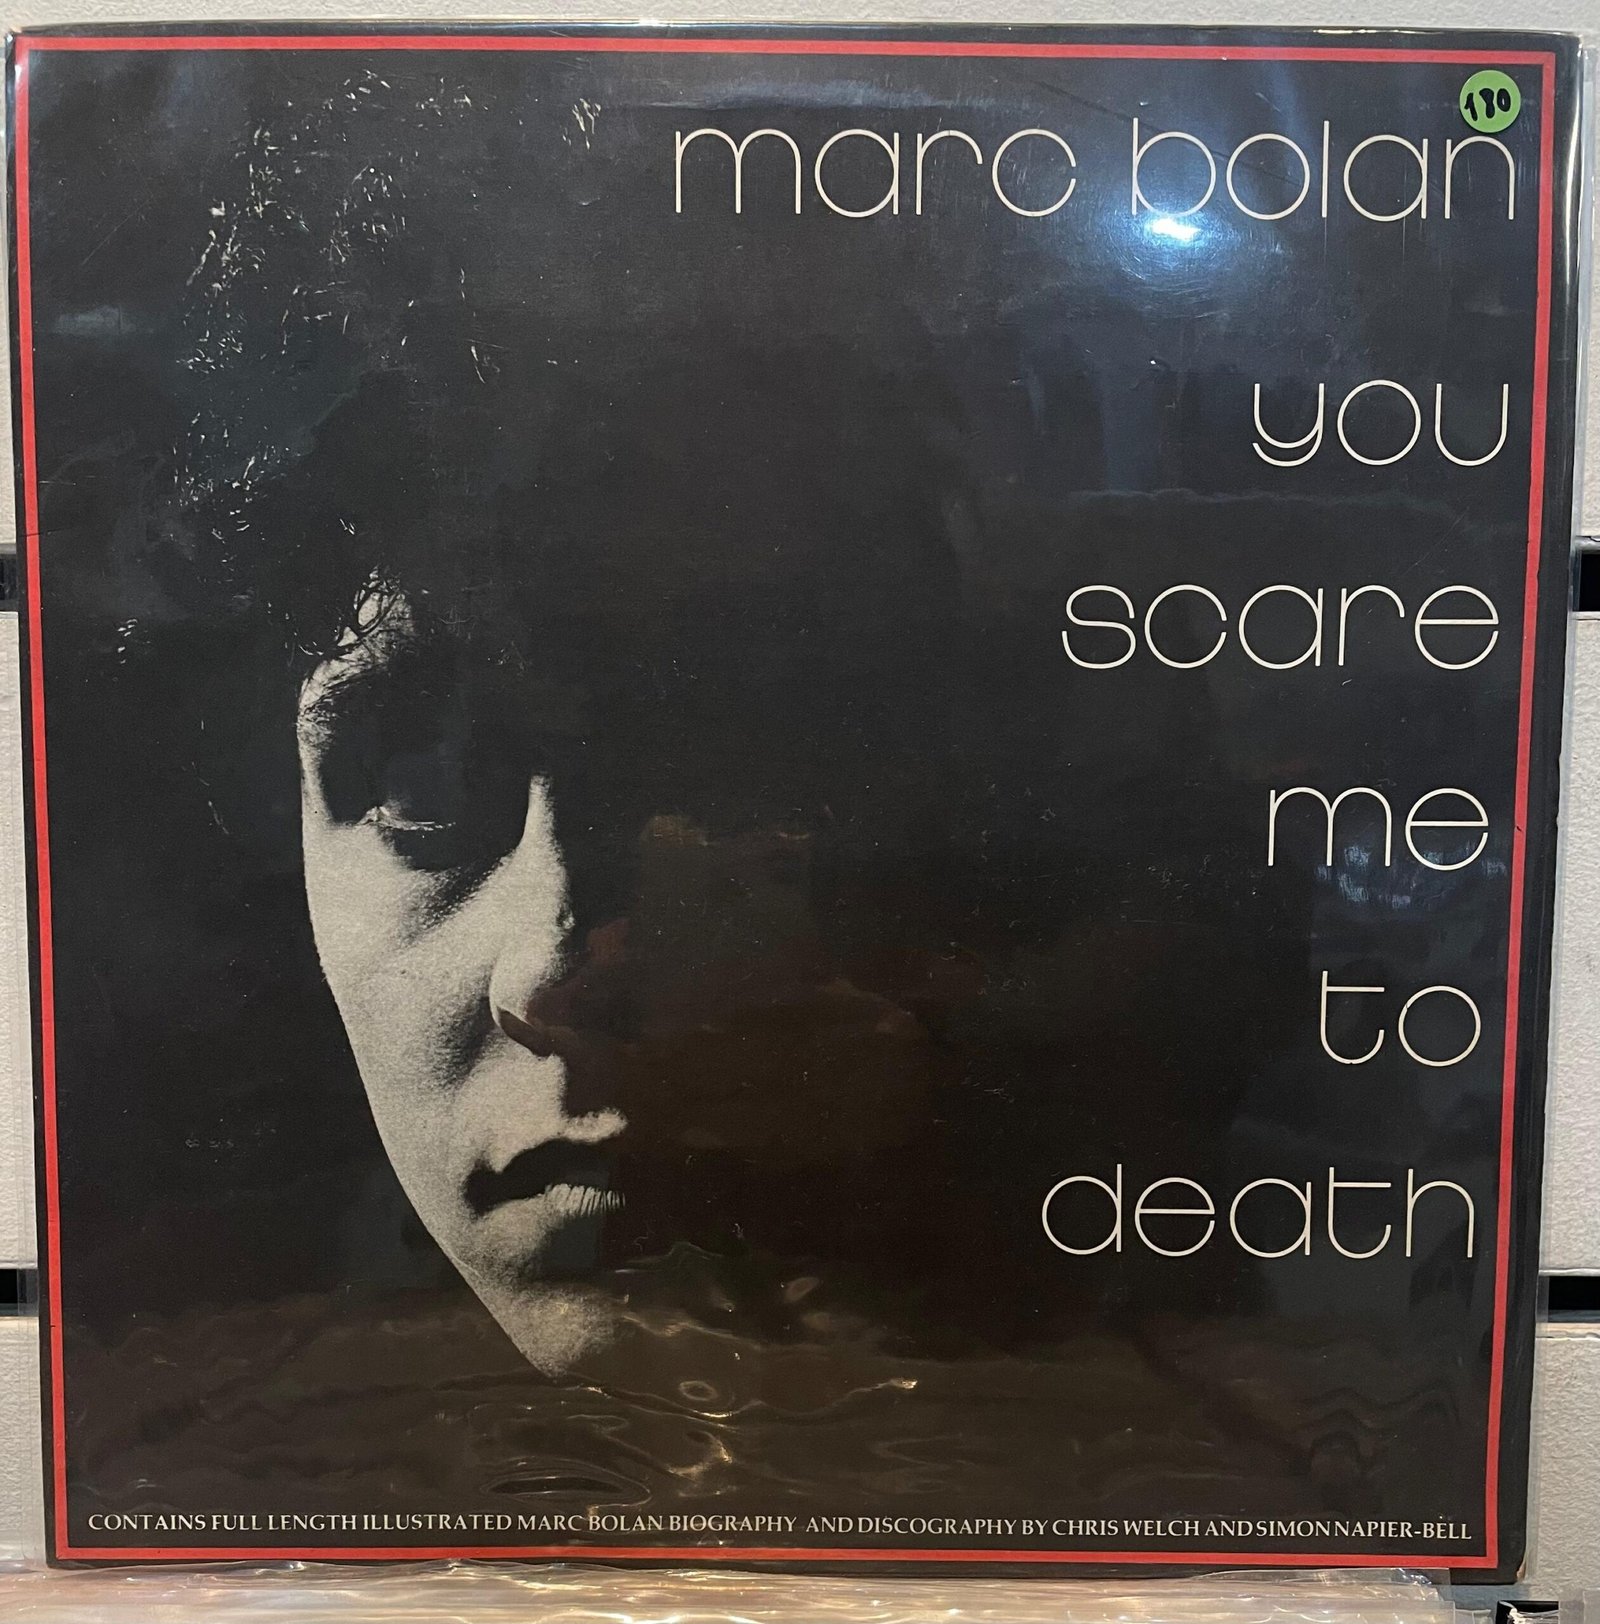 180
marc bolan
you
scare
me
to
death
CONTAINS FULL LENGTH ILLUSTRATED MARC BOLAN BIOGRAPHY AND DISCOGRAPHY BY CHRIS WELCH AND SIMON NAPIER-BELL